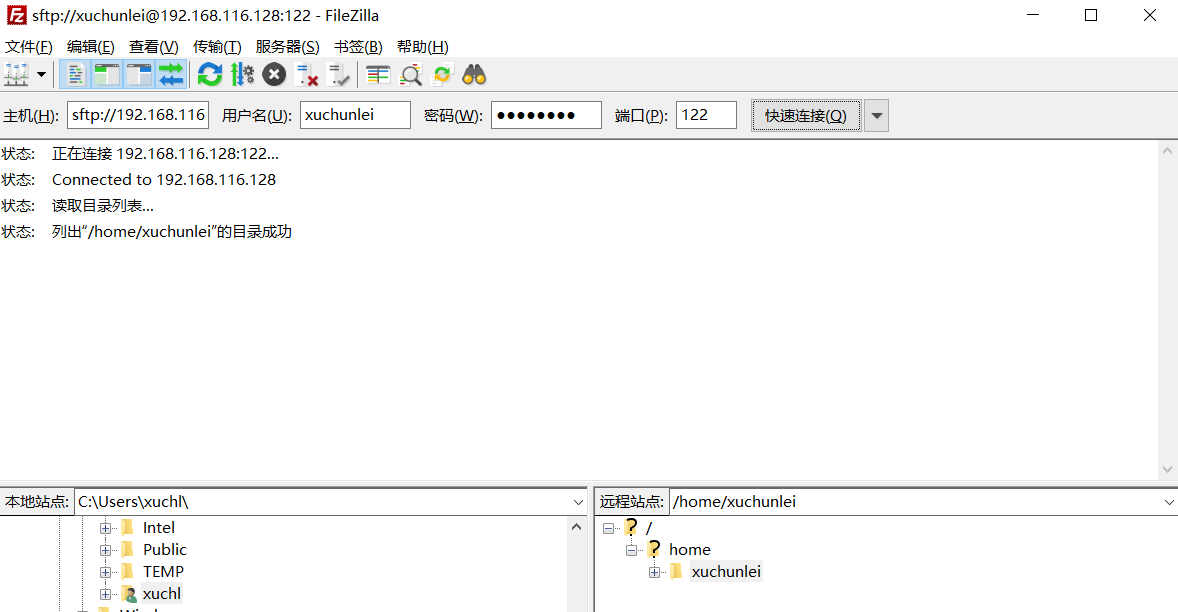 sftp://xuchunlei@192.168.116.128:122 - FileZilla
文件(F) 编辑(E) 查看(V) 传输(T) 服务器(S) 书签(B) 帮助(H)
主机(H): sftp://192.168.116 用户名(U): xuchunlei 密码(W): ●●●●●●●● 端口(P): 122 快速连接(Q)
状态: 正在连接 192.168.116.128:122...
状态: Connected to 192.168.116.128
状态: 读取目录列表...
状态: 列出“/home/xuchunlei”的目录成功
本地站点: C:\Users\xuchl\
Intel
Public
TEMP
xuchl
远程站点: /home/xuchunlei
/
home
xuchunlei